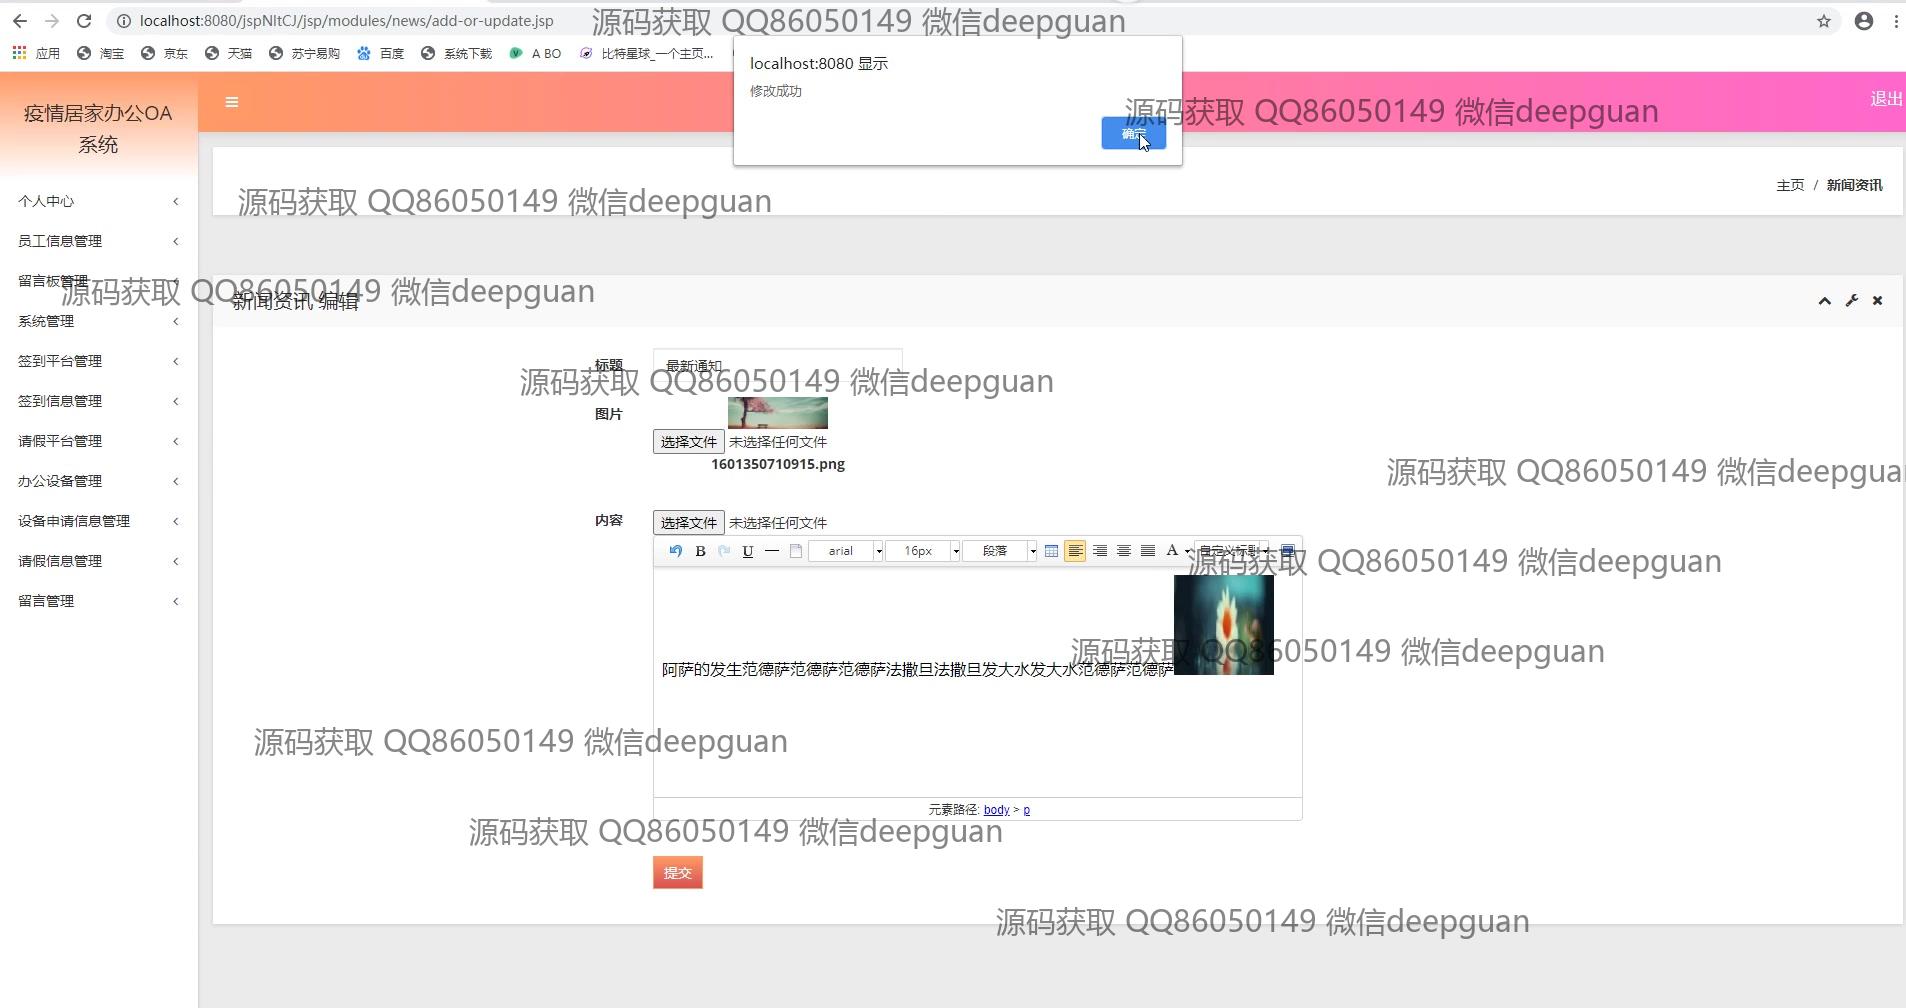 localhost:8080/jspNltCJ/jsp/modules/news/add-or-update.jsp
源码获取 QQ86050149 微信deepguan
应用 淘宝 京东 天猫 苏宁易购 百度 系统下载 A BO 比特星球_一个主页...
localhost:8080 显示
修改成功
确定
疫情居家办公OA
系统
退出
源码获取 QQ86050149 微信deepguan
主页 / 新闻资讯
源码获取 QQ86050149 微信deepguan
个人中心
员工信息管理
留言板管理
系统管理
签到平台管理
签到信息管理
请假平台管理
办公设备管理
设备申请信息管理
请假信息管理
留言管理
源码获取 QQ86050149 微信deepguan
新闻资讯 编辑
标题 最新通知
源码获取 QQ86050149 微信deepguan
图片
选择文件 未选择任何文件
1601350710915.png
源码获取 QQ86050149 微信deepgua
内容 选择文件 未选择任何文件
B U arial 16px 段落 A 自定义标题
源码获取 QQ86050149 微信deepguan
源码获取 QQ86050149 微信deepguan
阿萨的发生范德萨范德萨范德萨法撒旦法撒旦发大水发大水范德萨范德萨
源码获取 QQ86050149 微信deepguan
元素路径: body > p
源码获取 QQ86050149 微信deepguan
提交
源码获取 QQ86050149 微信deepguan